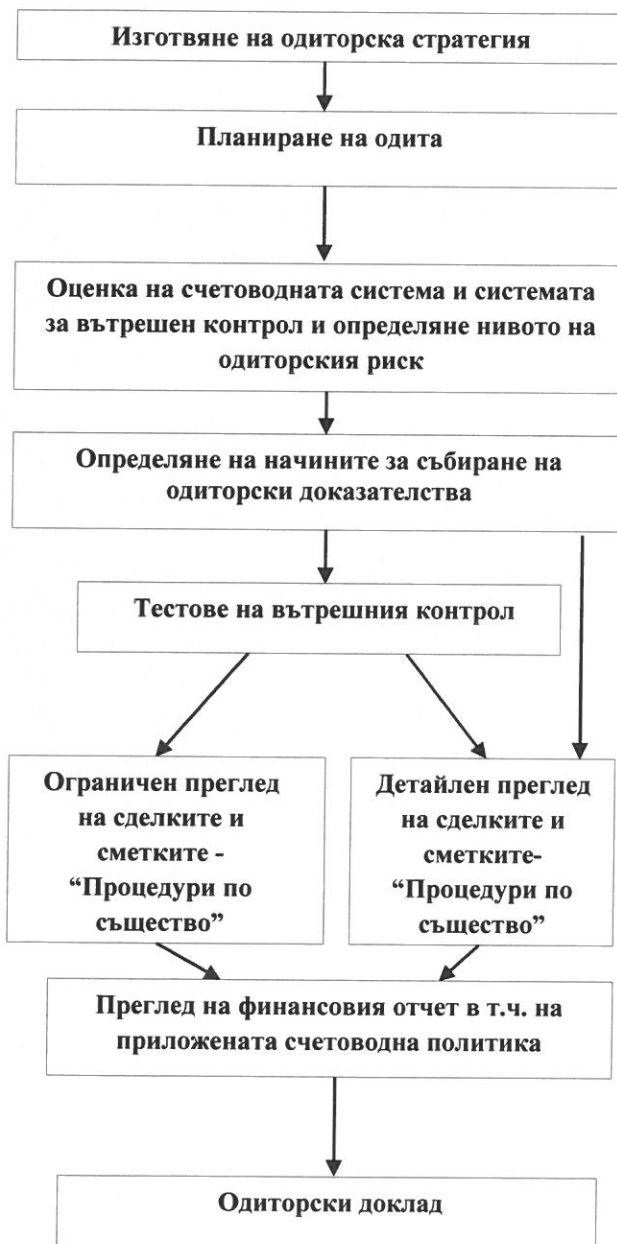 Изготвяне на одиторска стратегия
Планиране на одита
Оценка на счетоводната система и системата
за вътрешен контрол и определяне нивото на
одиторския риск
Определяне на начините за събиране на
одиторски доказателства
Тестове на вътрешния контрол
Ограничен преглед
на сделките и
сметките -
“Процедури по
същество”
Детайлен преглед
на сделките и
сметките-
“Процедури по
същество”
Преглед на финансовия отчет в т.ч. на
приложената счетоводна политика
Одиторски доклад